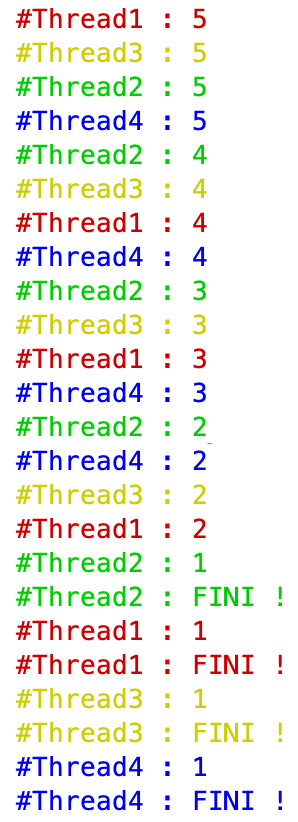 #Thread1 : 5
#Thread3 : 5
#Thread2 : 5
#Thread4 : 5
#Thread2 : 4
#Thread3 : 4
#Thread1 : 4
#Thread4 : 4
#Thread2 : 3
#Thread3 : 3
#Thread1 : 3
#Thread4 : 3
#Thread2 : 2
#Thread4 : 2
#Thread3 : 2
#Thread1 : 2
#Thread2 : 1
#Thread2 : FINI !
#Thread1 : 1
#Thread1 : FINI !
#Thread3 : 1
#Thread3 : FINI !
#Thread4 : 1
#Thread4 : FINI !